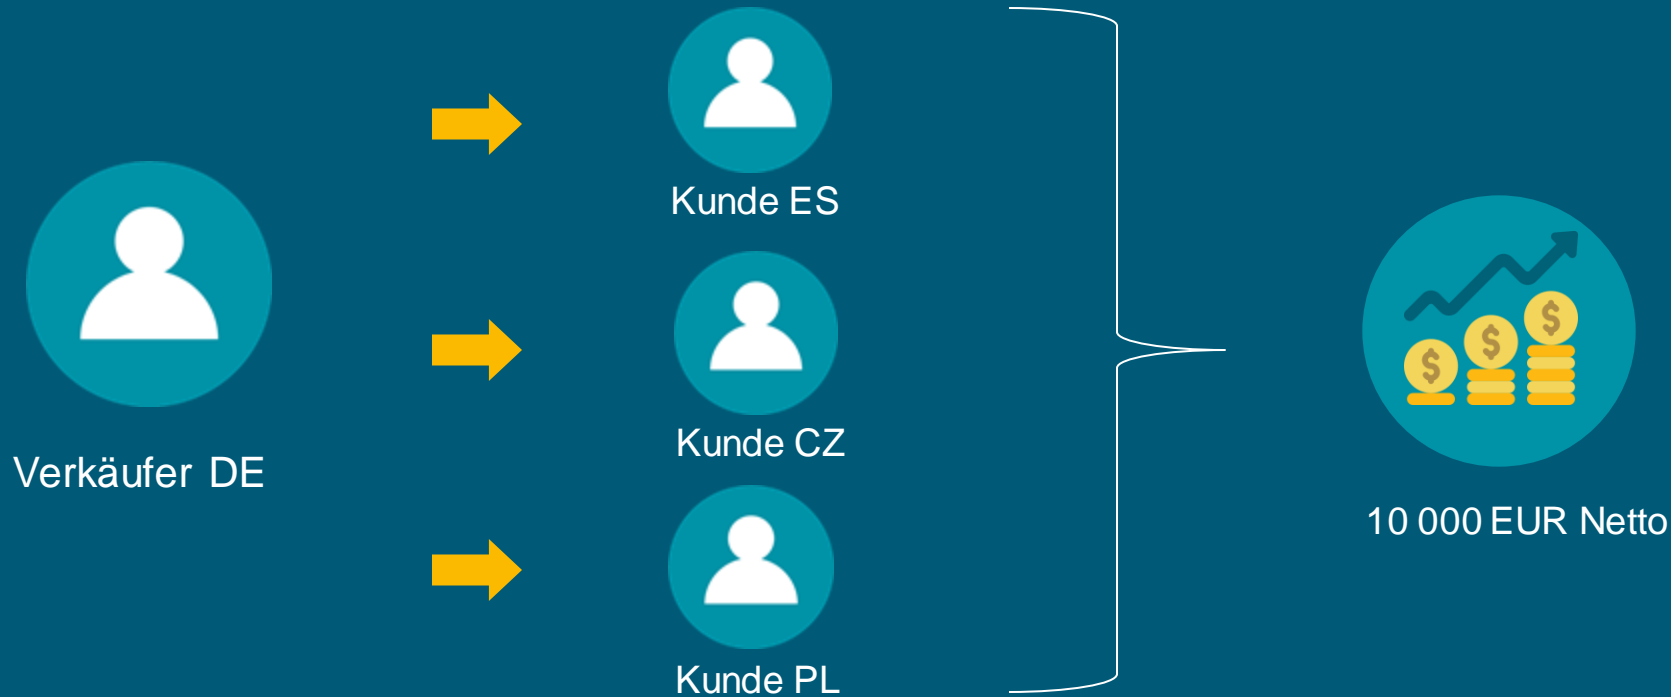 Kunde ES
Verkäufer DE
Kunde CZ
Kunde PL
$ $ $
10 000 EUR Netto